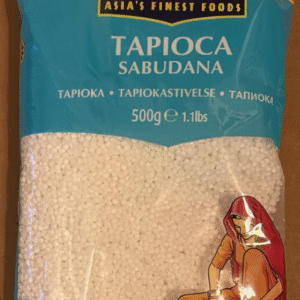 ASIA'S FINEST FOODS
TAPIOCA
SABUDANA
TAPIOKA • TAPIOKASTIVELSE • ТАПИОКА
500g℮ 1.1lbs